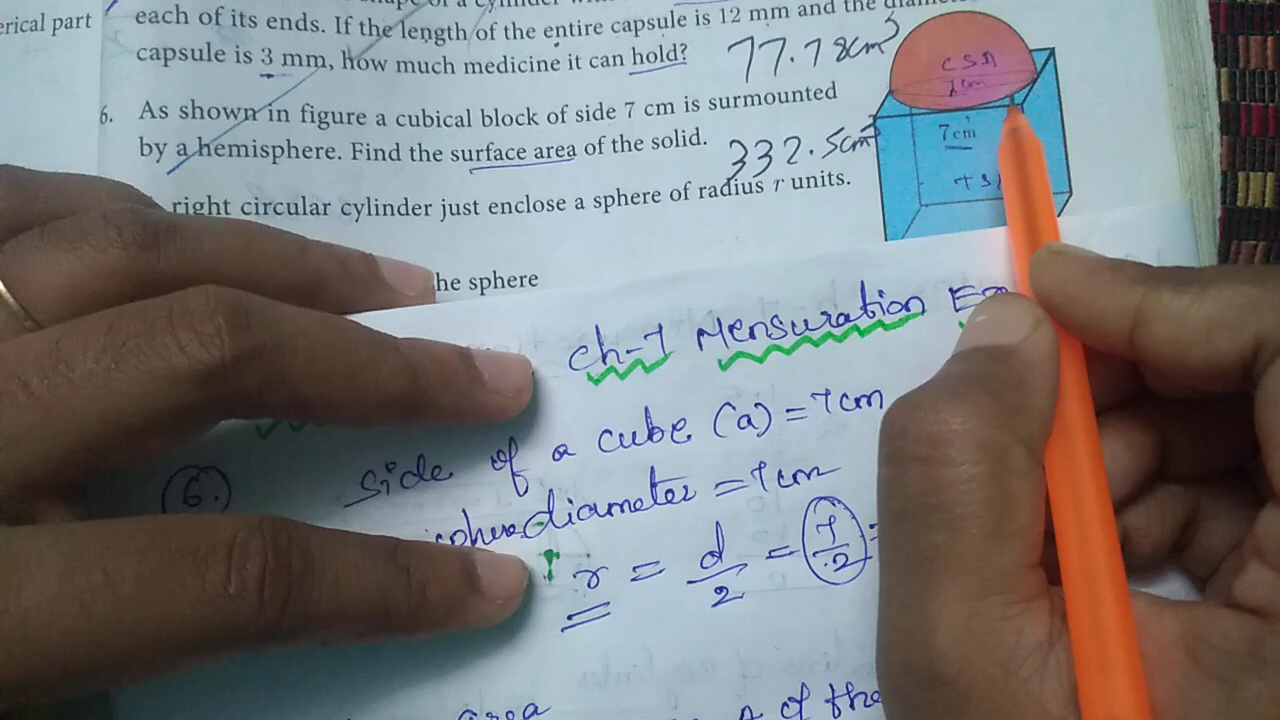 erical part
each of its ends. If the length of the entire capsule is 12 mm and the
capsule is 3 mm, how much medicine it can hold? 77.78cm³
6. As shown in figure a cubical block of side 7 cm is surmounted
by a hemisphere. Find the surface area of the solid. 332.5cm²
right circular cylinder just enclose a sphere of radius r units.
he sphere
CSA
7cm
7cm
Ch-7 Mensuration
6. Side of a cube (a) = 7cm
diameter = 7cm
r = d/2 = 7/2 =
area of the